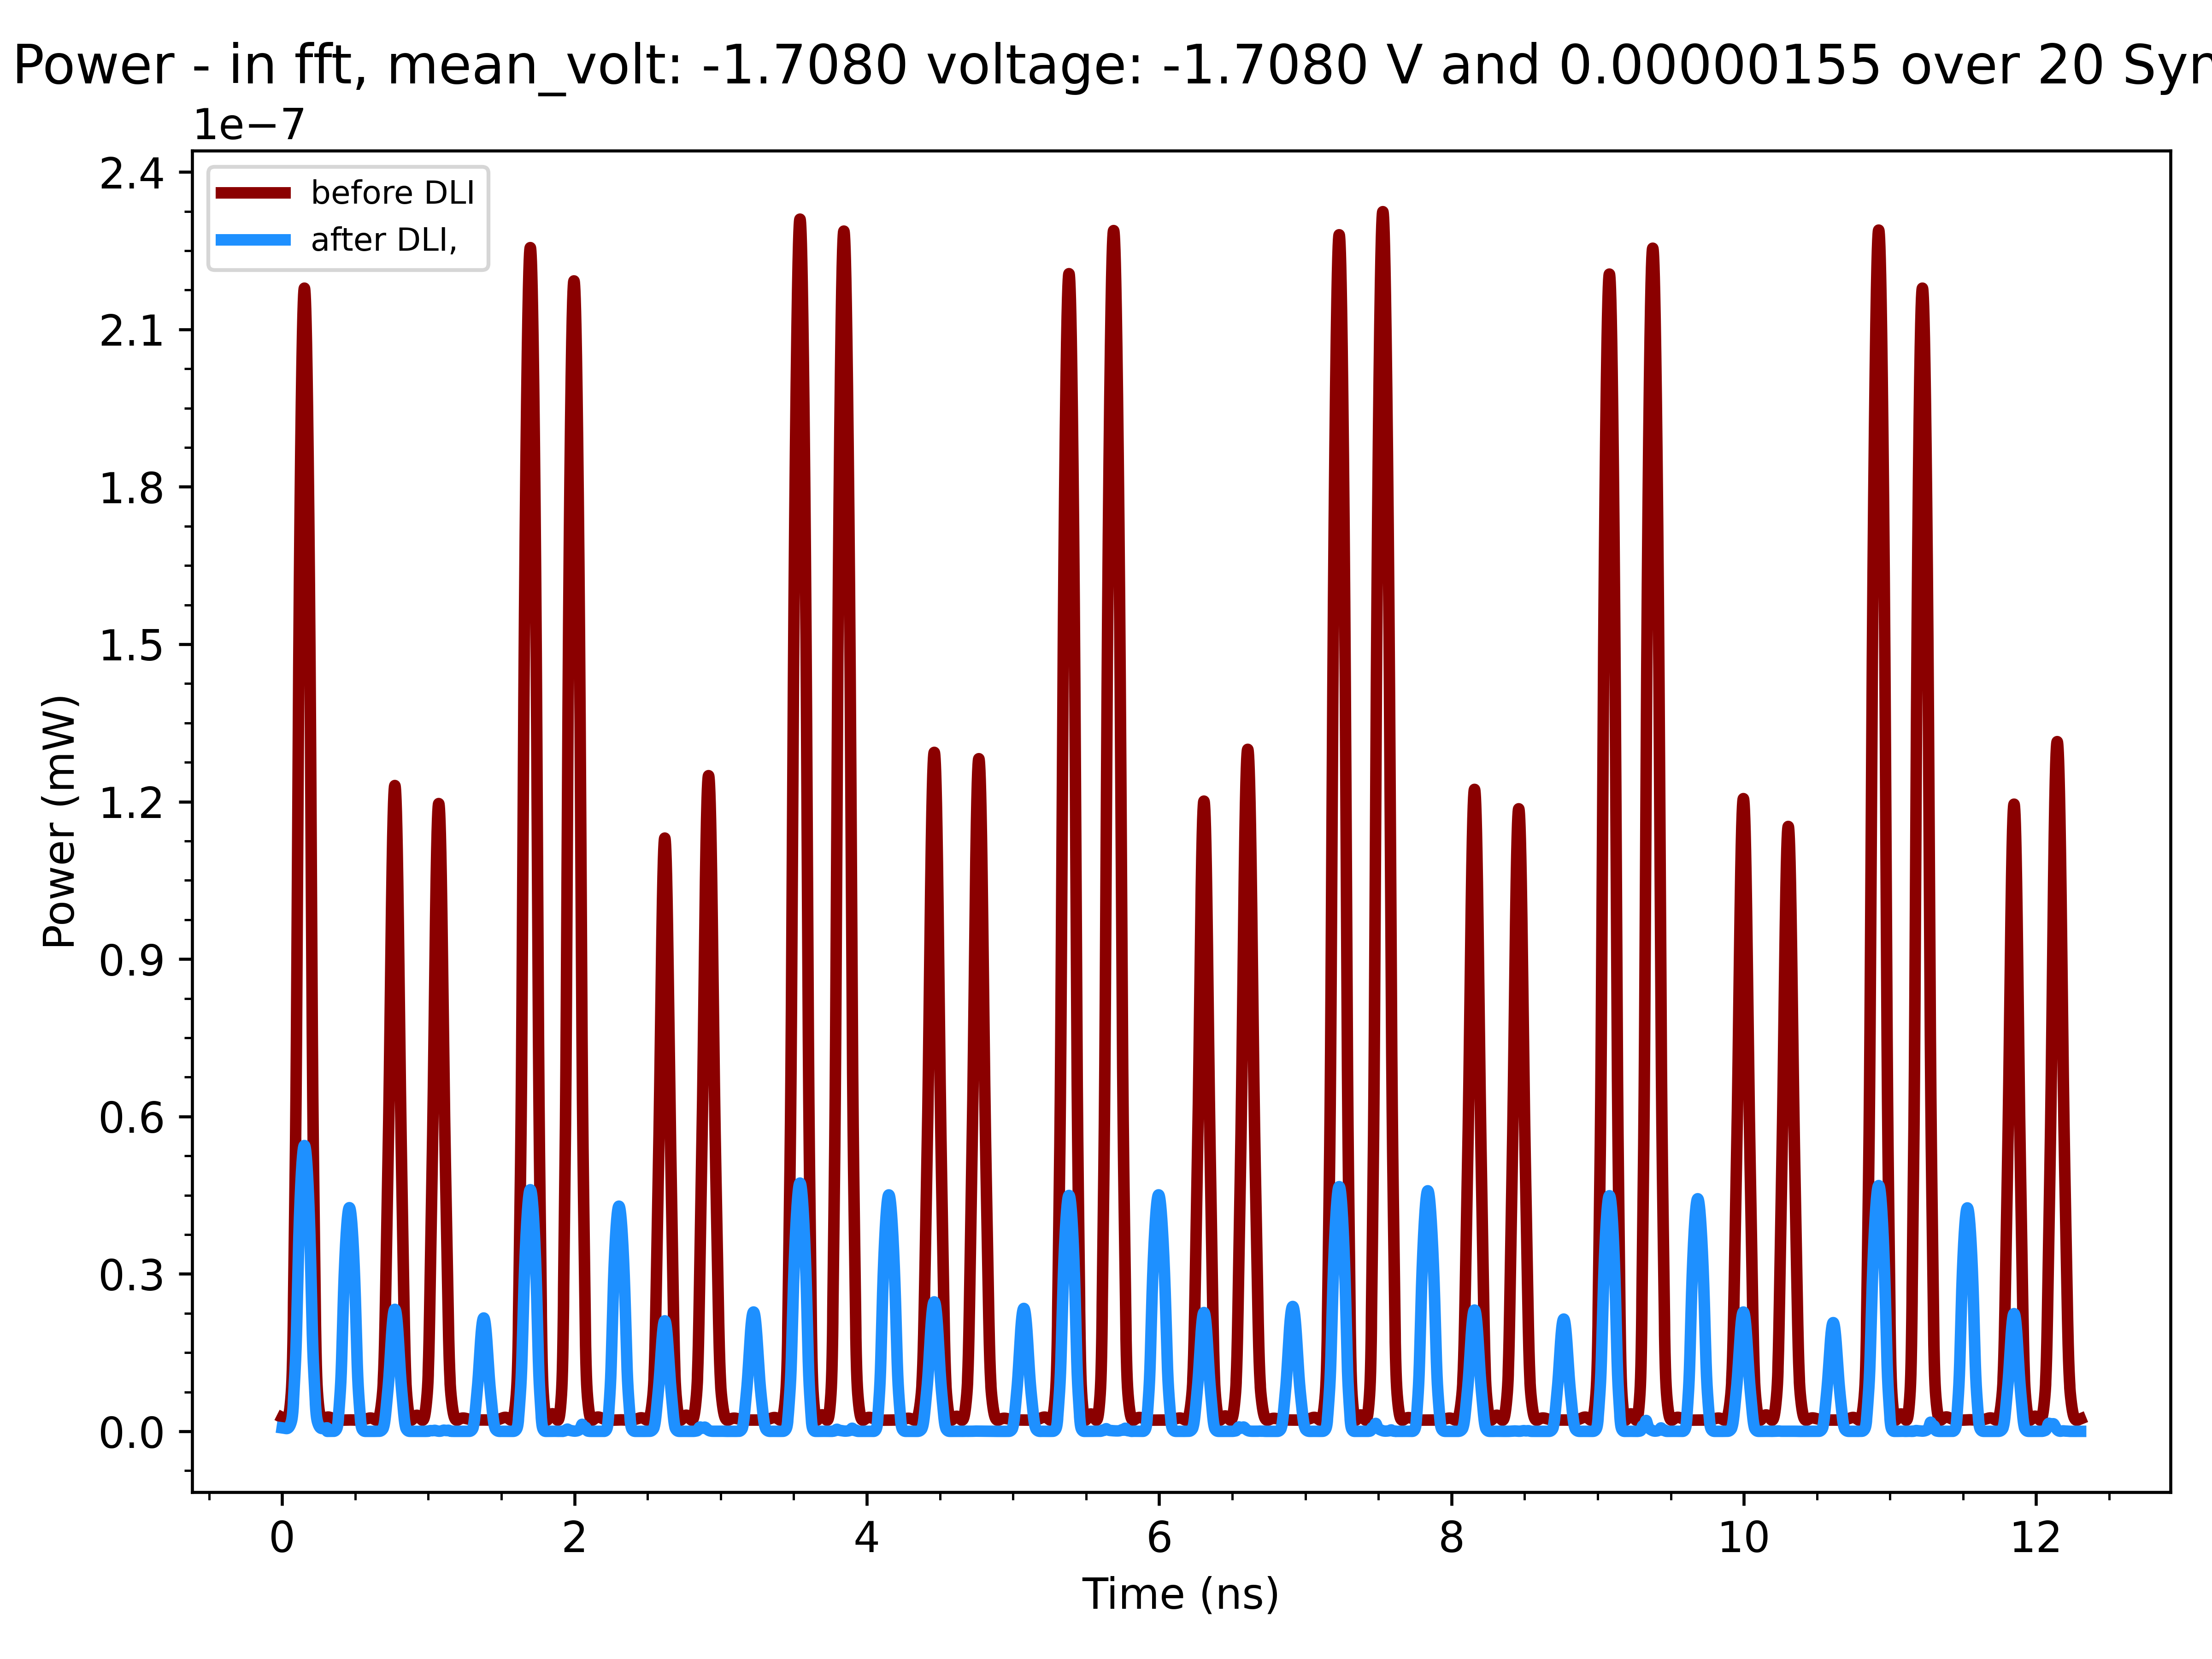 Power - in fft, mean_volt: -1.7080 voltage: -1.7080 V and 0.00000155 over 20
1e−7
before DLI
after DLI,
2.4
2.1
1.8
1.5
1.2
0.9
0.6
0.3
0.0
Power (mW)
0 2 4 6 8 10 12
Time (ns)